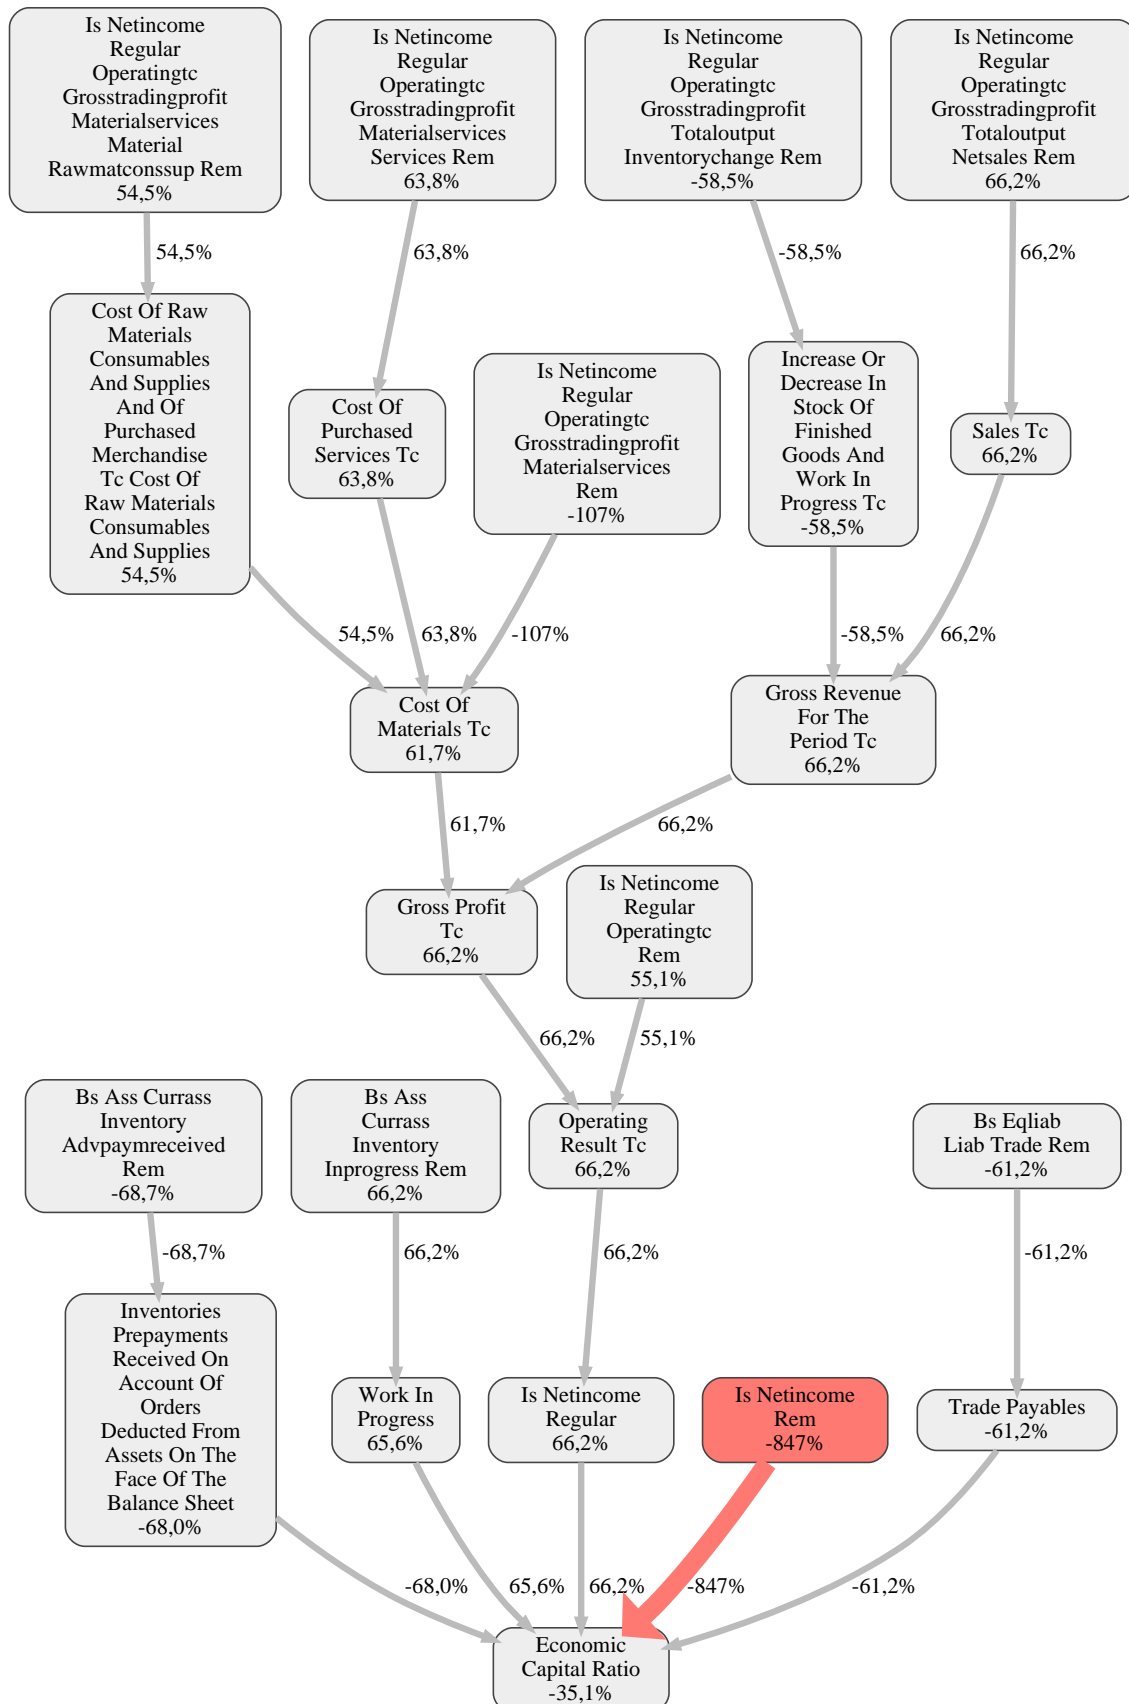 Is Netincome
Regular
Operatingtc
Grosstradingprofit
Materialservices
Material
Rawmatconssup Rem
54,5%
Is Netincome
Regular
Operatingtc
Grosstradingprofit
Materialservices
Services Rem
63,8%
Is Netincome
Regular
Operatingtc
Grosstradingprofit
Totaloutput
Inventorychange Rem
-58,5%
Is Netincome
Regular
Operatingtc
Grosstradingprofit
Totaloutput
Netsales Rem
66,2%
54,5%
63,8%
-58,5%
66,2%
Cost Of Raw
Materials
Consumables
And Supplies
And Of
Purchased
Merchandise
Tc Cost Of
Raw Materials
Consumables
And Supplies
54,5%
Cost Of
Purchased
Services Tc
63,8%
Is Netincome
Regular
Operatingtc
Grosstradingprofit
Materialservices
Rem
-107%
Increase Or
Decrease In
Stock Of
Finished
Goods And
Work In
Progress Tc
-58,5%
Sales Tc
66,2%
54,5%
63,8%
-107%
-58,5%
66,2%
Cost Of
Materials Tc
61,7%
Gross Revenue
For The
Period Tc
66,2%
61,7%
66,2%
Gross Profit
Tc
66,2%
Is Netincome
Regular
Operatingtc
Rem
55,1%
66,2%
55,1%
Bs Ass Currass
Inventory
Advpaymreceived
Rem
-68,7%
Bs Ass
Currass
Inventory
Inprogress Rem
66,2%
Operating
Result Tc
66,2%
Bs Eqliab
Liab Trade Rem
-61,2%
-68,7%
66,2%
66,2%
-61,2%
Inventories
Prepayments
Received On
Account Of
Orders
Deducted From
Assets On The
Face Of The
Balance Sheet
-68,0%
Work In
Progress
65,6%
Is Netincome
Regular
66,2%
Is Netincome
Rem
-847%
Trade Payables
-61,2%
-68,0%
65,6%
66,2%
-847%
-61,2%
Economic
Capital Ratio
-35,1%